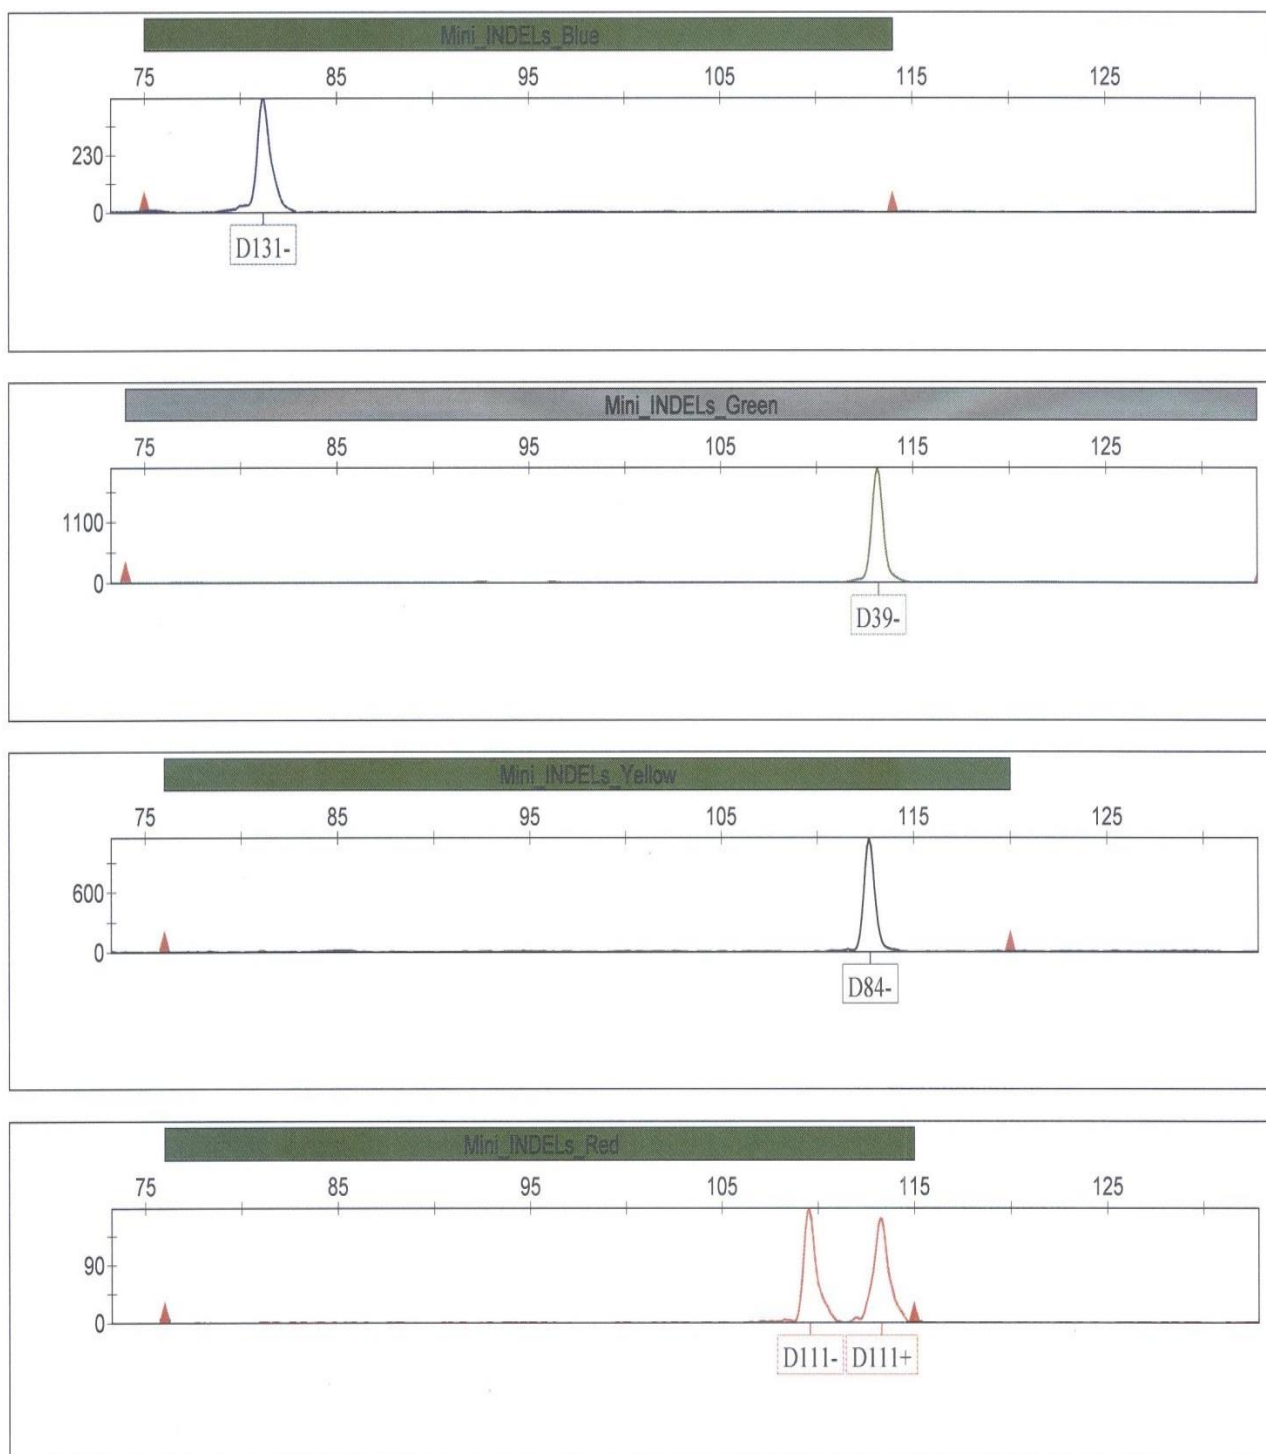 Mini_INDELs_Blue
75 85 95 105 115 125
230
0
D131-
Mini_INDELs_Green
75 85 95 105 115 125
1100
0
D39-
Mini_INDELs_Yellow
75 85 95 105 115 125
600
0
D84-
Mini_INDELs_Red
75 85 95 105 115 125
90
0
D111- D111+